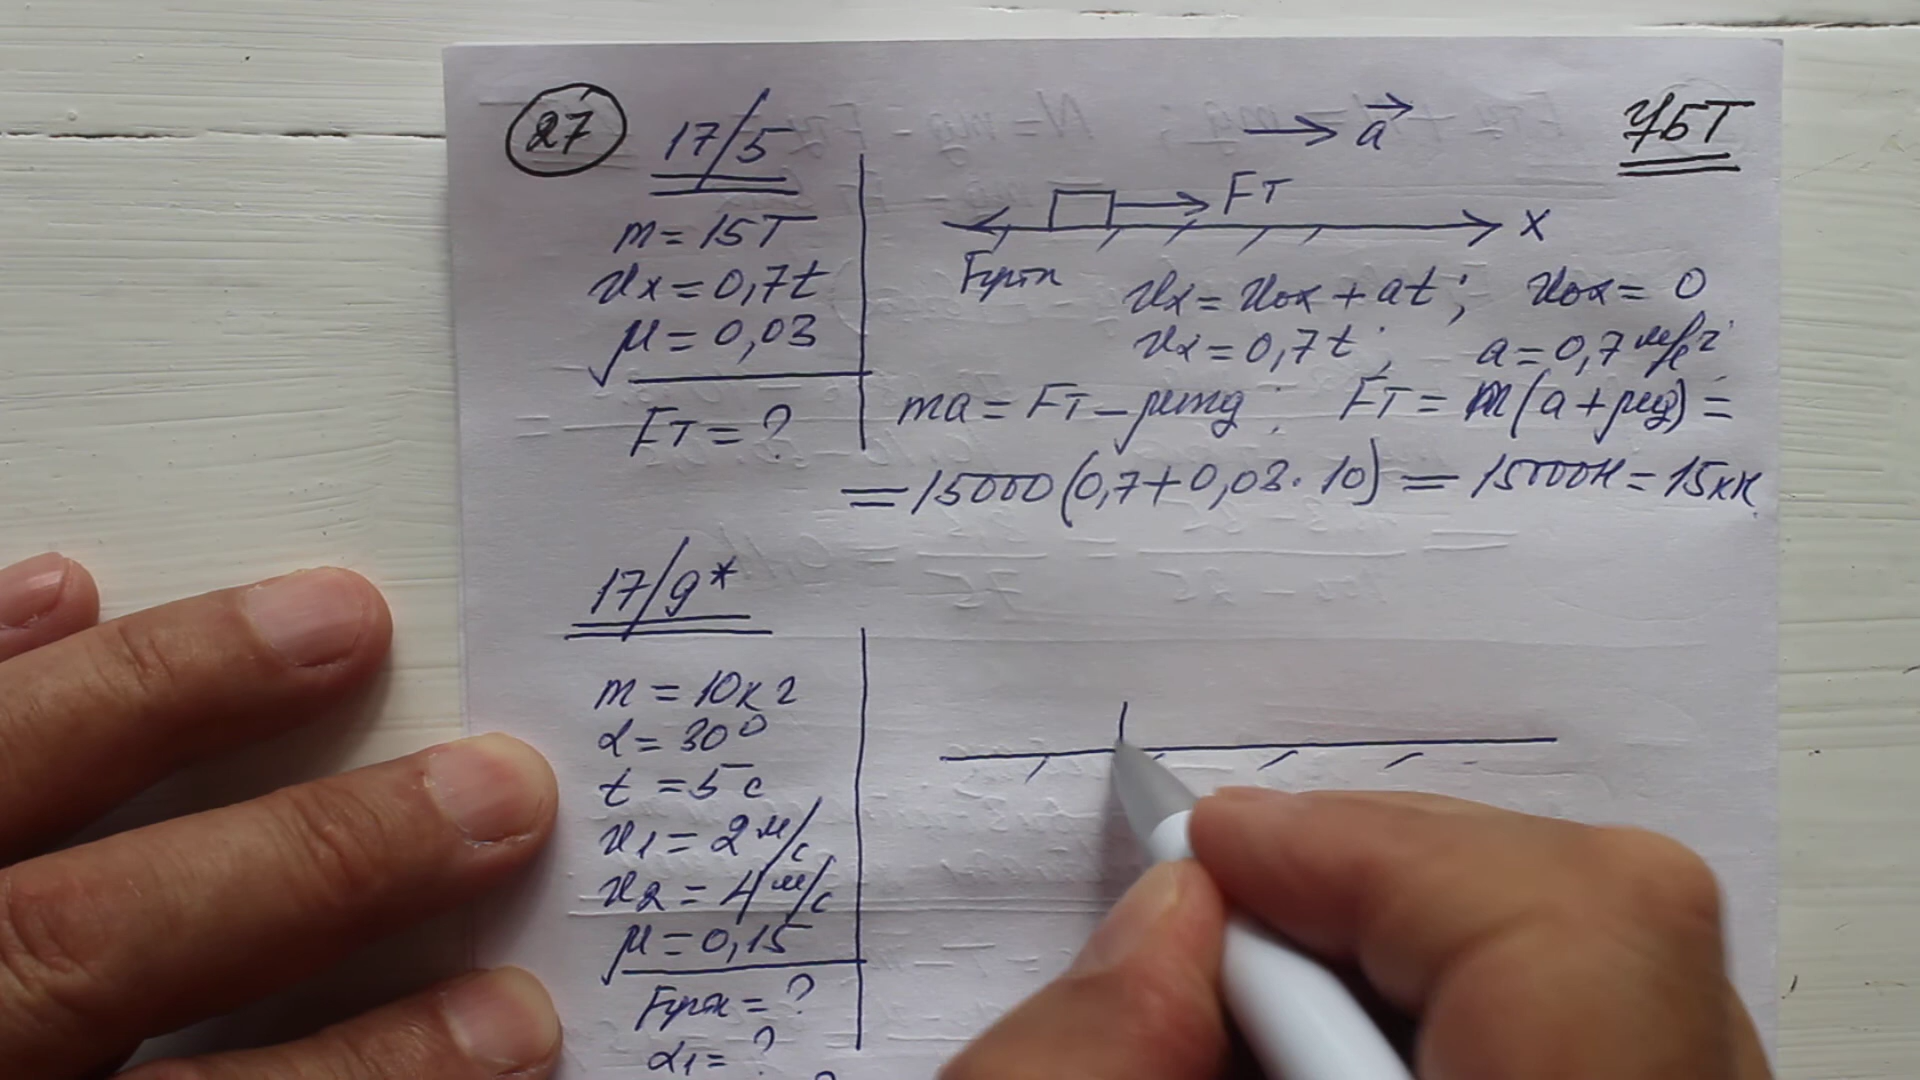 27
17/5
УБТ
a
m = 15т
Fт
x
Fтр
υx = 0,7t
υx = υ0x + at; υ0x = 0
μ = 0,03
υx = 0,7t; a = 0,7 м/с²
Fт = ?
ma = Fт - μmg; Fт = m(a + μg) =
= 15000(0,7 + 0,03 · 10) = 15000Н = 15кН
17/9*
m = 10кг
α = 30°
t = 5с
υ1 = 2 м/с
υ2 = 4 м/с
μ = 0,15
= ?
α1 = ?